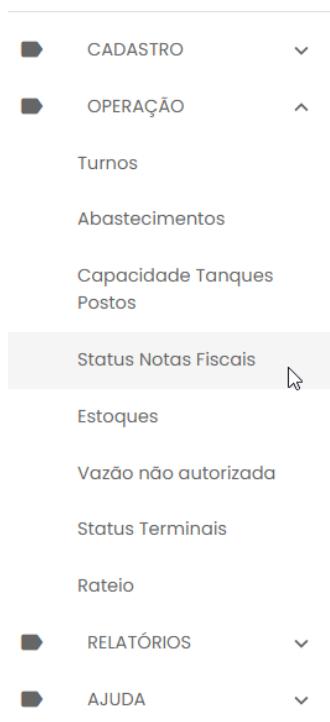 CADASTRO
OPERAÇÃO
Turnos
Abastecimentos
Capacidade Tanques
Postos
Status Notas Fiscais
Estoques
Vazão não autorizada
Status Terminais
Rateio
RELATÓRIOS
AJUDA